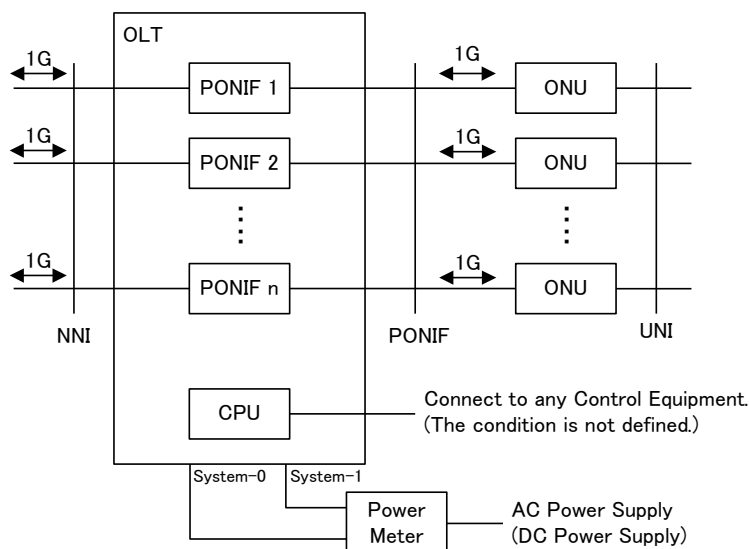 OLT
1G
1G
PONIF 1
ONU
1G
1G
PONIF 2
ONU
1G
1G
PONIF n
ONU
NNI
PONIF
UNI
CPU
Connect to any Control Equipment.
(The condition is not defined.)
System-0
System-1
Power
Meter
AC Power Supply
(DC Power Supply)